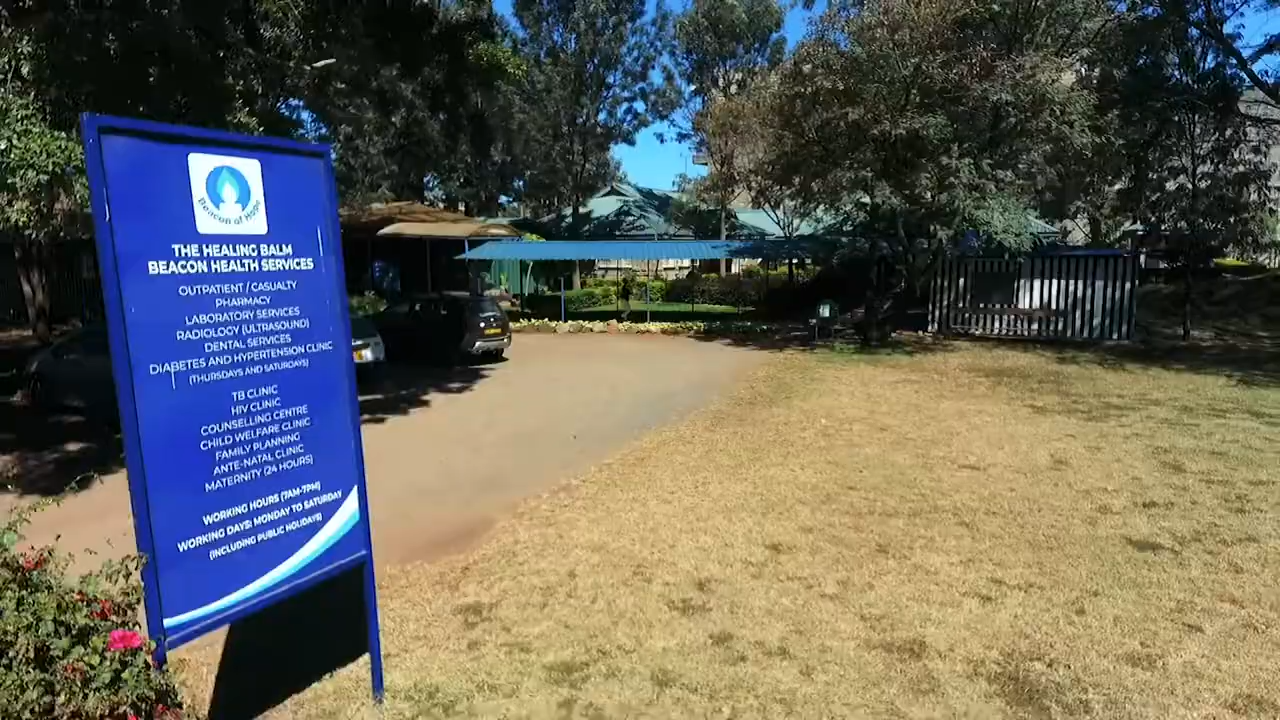 Beacon of Hope
THE HEALING BALM
BEACON HEALTH SERVICES
OUTPATIENT / CASUALTY
PHARMACY
LABORATORY SERVICES
RADIOLOGY (ULTRASOUND)
DENTAL SERVICES
DIABETES AND HYPERTENSION CLINIC
(THURSDAYS AND SATURDAYS)
TB CLINIC
HIV CLINIC
COUNSELLING CENTRE
CHILD WELFARE CLINIC
FAMILY PLANNING
ANTE-NATAL CLINIC
MATERNITY (24 HOURS)
WORKING HOURS (7AM-7PM)
WORKING DAYS: MONDAY TO SATURDAY
(INCLUDING PUBLIC HOLIDAYS)